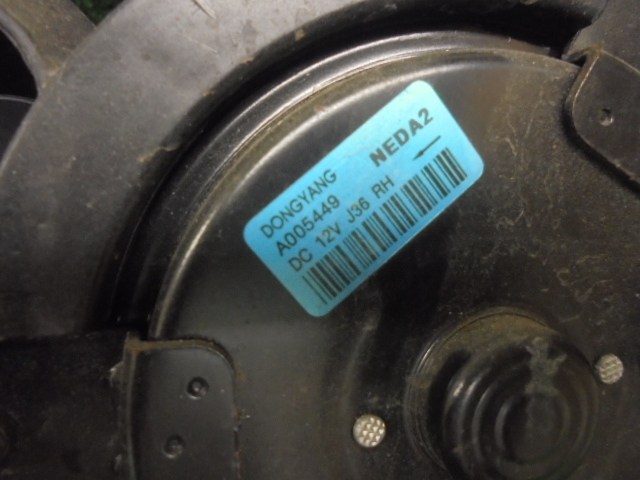 DONGYANG NEDA2
A005449
DC 12V J36 RH ←